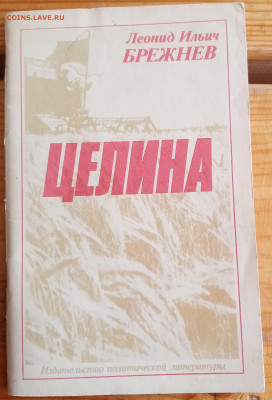 COINS.LAVE.RU
Леонид Ильич
БРЕЖНЕВ
ЦЕЛИНА
Издательство политической литературы